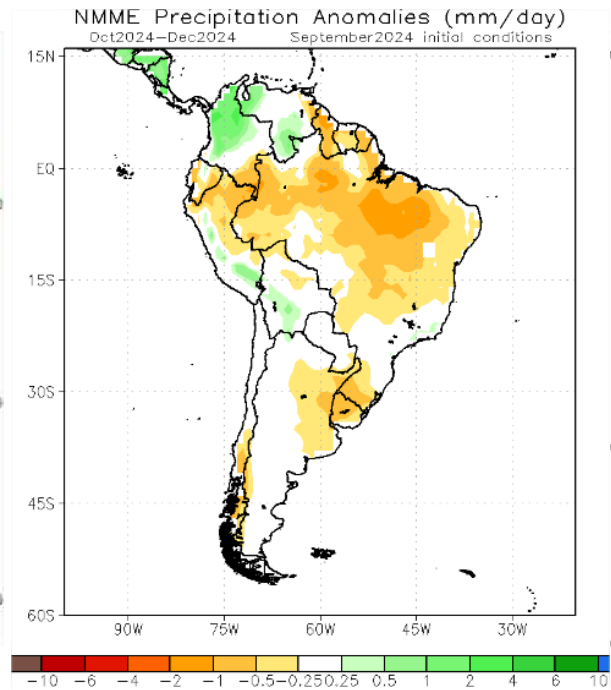 NMME Precipitation Anomalies (mm/day)
Oct2024–Dec2024 September2024 initial conditions
15N
EQ
15S
30S
45S
60S
90W 75W 60W 45W 30W
−10 −6 −4 −2 −1 −0.5 −0.25 0.25 0.5 1 2 4 6 10